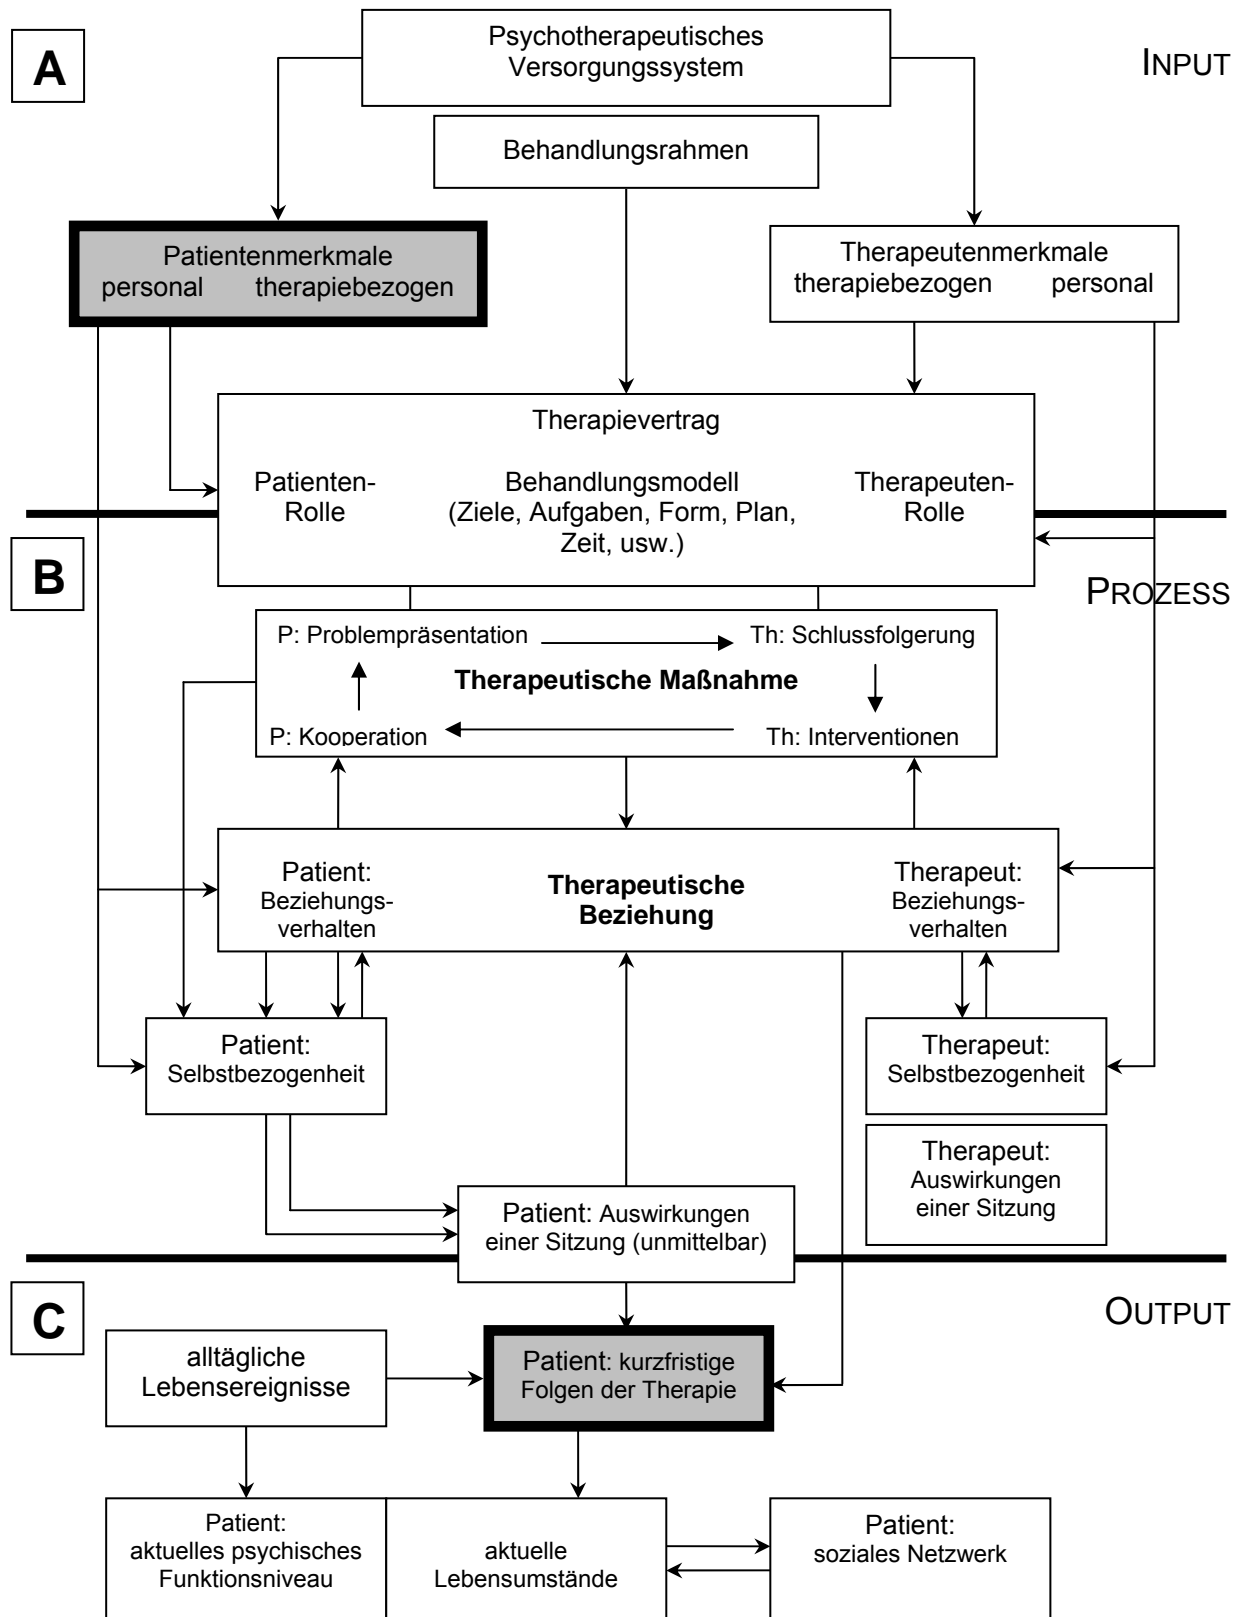 A
Psychotherapeutisches
Versorgungssystem
INPUT
Behandlungsrahmen
Patientenmerkmale
personal therapiebezogen
Therapeutenmerkmale
therapiebezogen personal
Therapievertrag
Patienten-
Rolle
Behandlungsmodell
(Ziele, Aufgaben, Form, Plan,
Zeit, usw.)
Therapeuten-
Rolle
B
PROZESS
P: Problempräsentation
Th: Schlussfolgerung
Therapeutische Maßnahme
P: Kooperation
Th: Interventionen
Patient:
Beziehungs-
verhalten
Therapeutische
Beziehung
Therapeut:
Beziehungs-
verhalten
Patient:
Selbstbezogenheit
Therapeut:
Selbstbezogenheit
Therapeut:
Auswirkungen
einer Sitzung
Patient: Auswirkungen
einer Sitzung (unmittelbar)
C
OUTPUT
alltägliche
Lebensereignisse
Patient: kurzfristige
Folgen der Therapie
Patient:
aktuelles psychisches
Funktionsniveau
aktuelle
Lebensumstände
Patient:
soziales Netzwerk